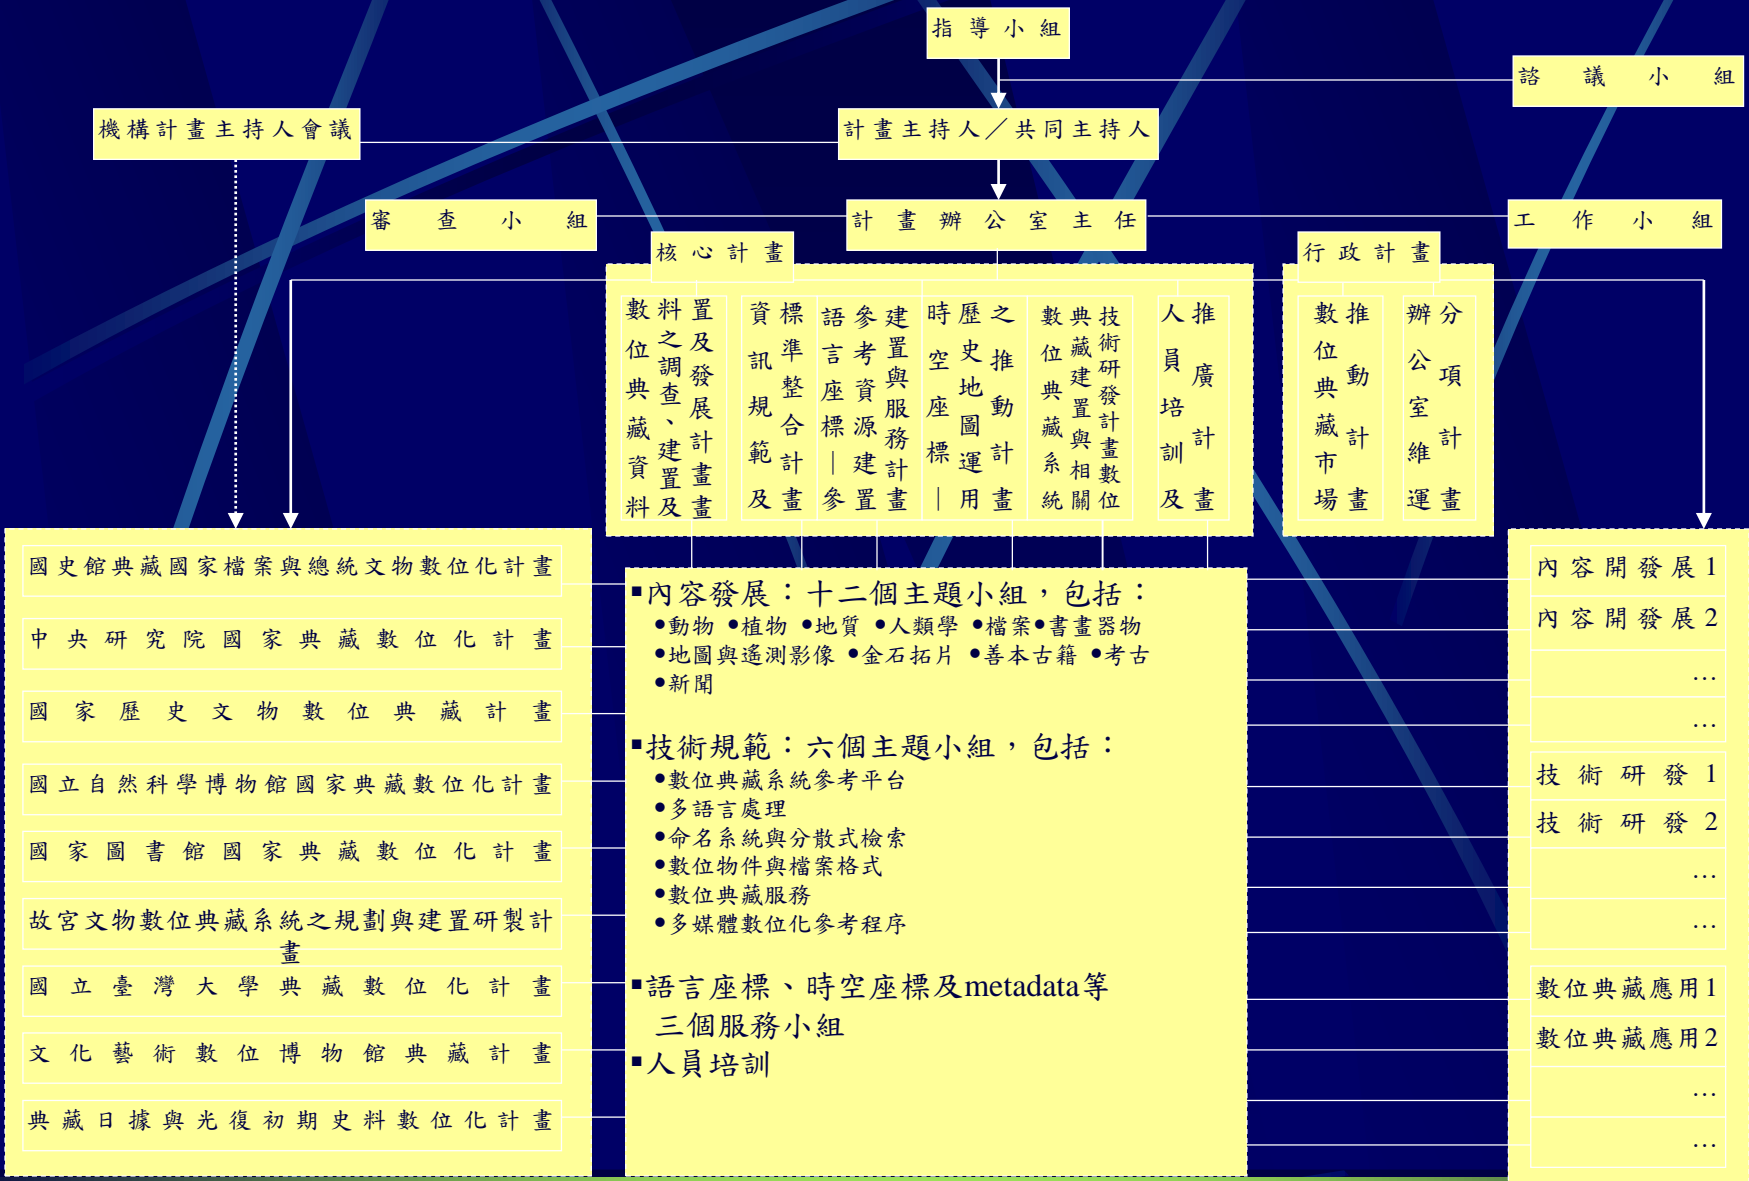 指導小組
諮議小組
機構計畫主持人會議
計畫主持人／共同主持人
審查小組
計畫辦公室主任
工作小組
核心計畫
行政計畫
數位典藏資料
料之調查、建置及
置及發展計畫畫
資訊規範及
標準整合計畫
語言座標｜參
參考資源建置
建置與服務計畫
時空座標｜
歷史地圖運用
之推動計畫
數位典藏系統
典藏建置與相關
技術研發計畫數位
人員培訓及
推廣計畫
數位典藏市場
推動計畫
辦公室維運
分項計畫
國史館典藏國家檔案與總統文物數位化計畫
中央研究院國家典藏數位化計畫
國家歷史文物數位典藏計畫
國立自然科學博物館國家典藏數位化計畫
國家圖書館國家典藏數位化計畫
故宮文物數位典藏系統之規劃與建置研製計
畫
國立臺灣大學典藏數位化計畫
文化藝術數位博物館典藏計畫
典藏日據與光復初期史料數位化計畫
▪內容發展：十二個主題小組，包括：
•動物 •植物 •地質 •人類學 •檔案•書畫器物
•地圖與遙測影像 •金石拓片 •善本古籍 •考古
•新聞
▪技術規範：六個主題小組，包括：
•數位典藏系統參考平台
•多語言處理
•命名系統與分散式檢索
•數位物件與檔案格式
•數位典藏服務
•多媒體數位化參考程序
▪語言座標、時空座標及metadata等
三個服務小組
▪人員培訓
內容開發展1
內容開發展2
…
…
技術研發1
技術研發2
…
…
數位典藏應用1
數位典藏應用2
…
…